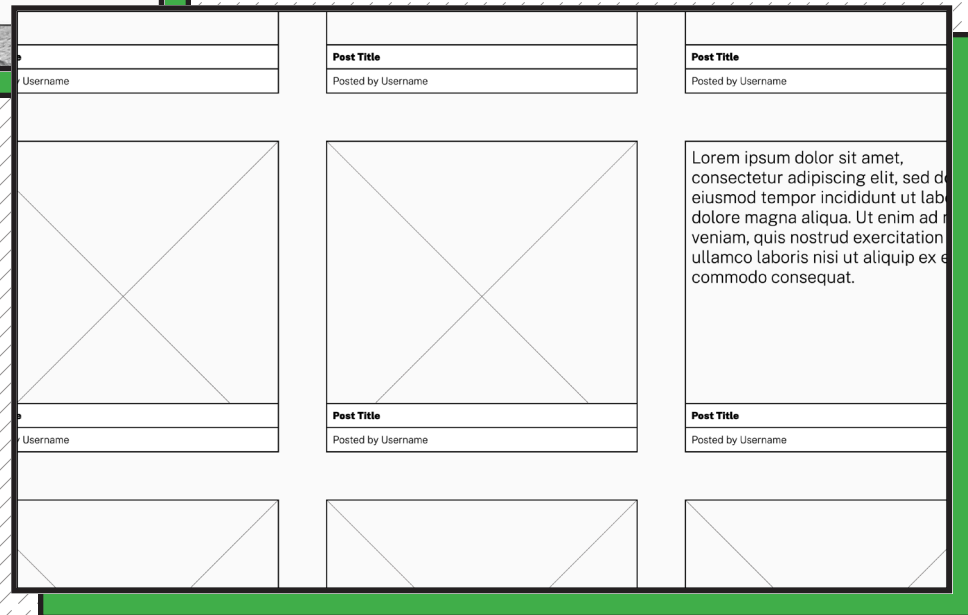 Post Title
Post Title
Username
Posted by Username
Posted by Username
Lorem ipsum dolor sit amet,
consectetur adipiscing elit, sed
eiusmod tempor incididunt ut
dolore magna aliqua. Ut enim ad
veniam, quis nostrud exercitation
ullamco laboris nisi ut aliquip ex
commodo consequat.
Post Title
Post Title
Username
Posted by Username
Posted by Username